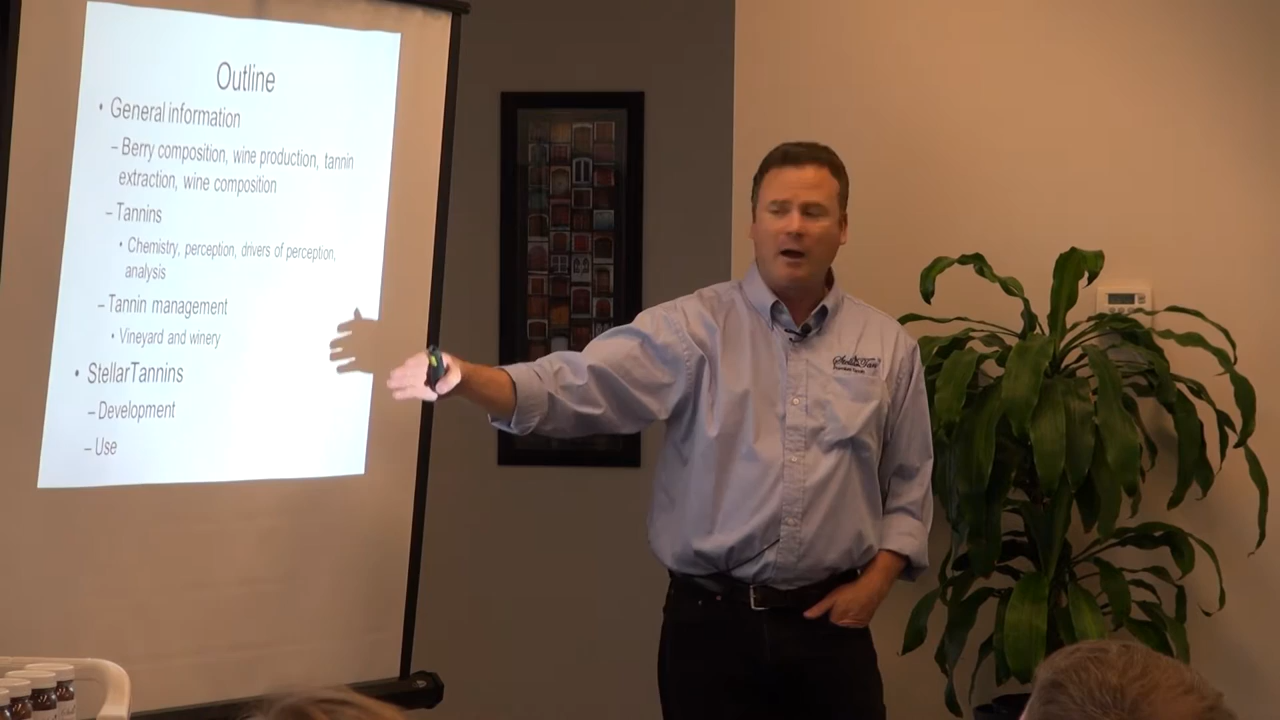 Outline
• General information
– Berry composition, wine production, tannin
extraction, wine composition
– Tannins
• Chemistry, perception, drivers of perception,
analysis
– Tannin management
• Vineyard and winery
• StellarTannins
– Development
– Use